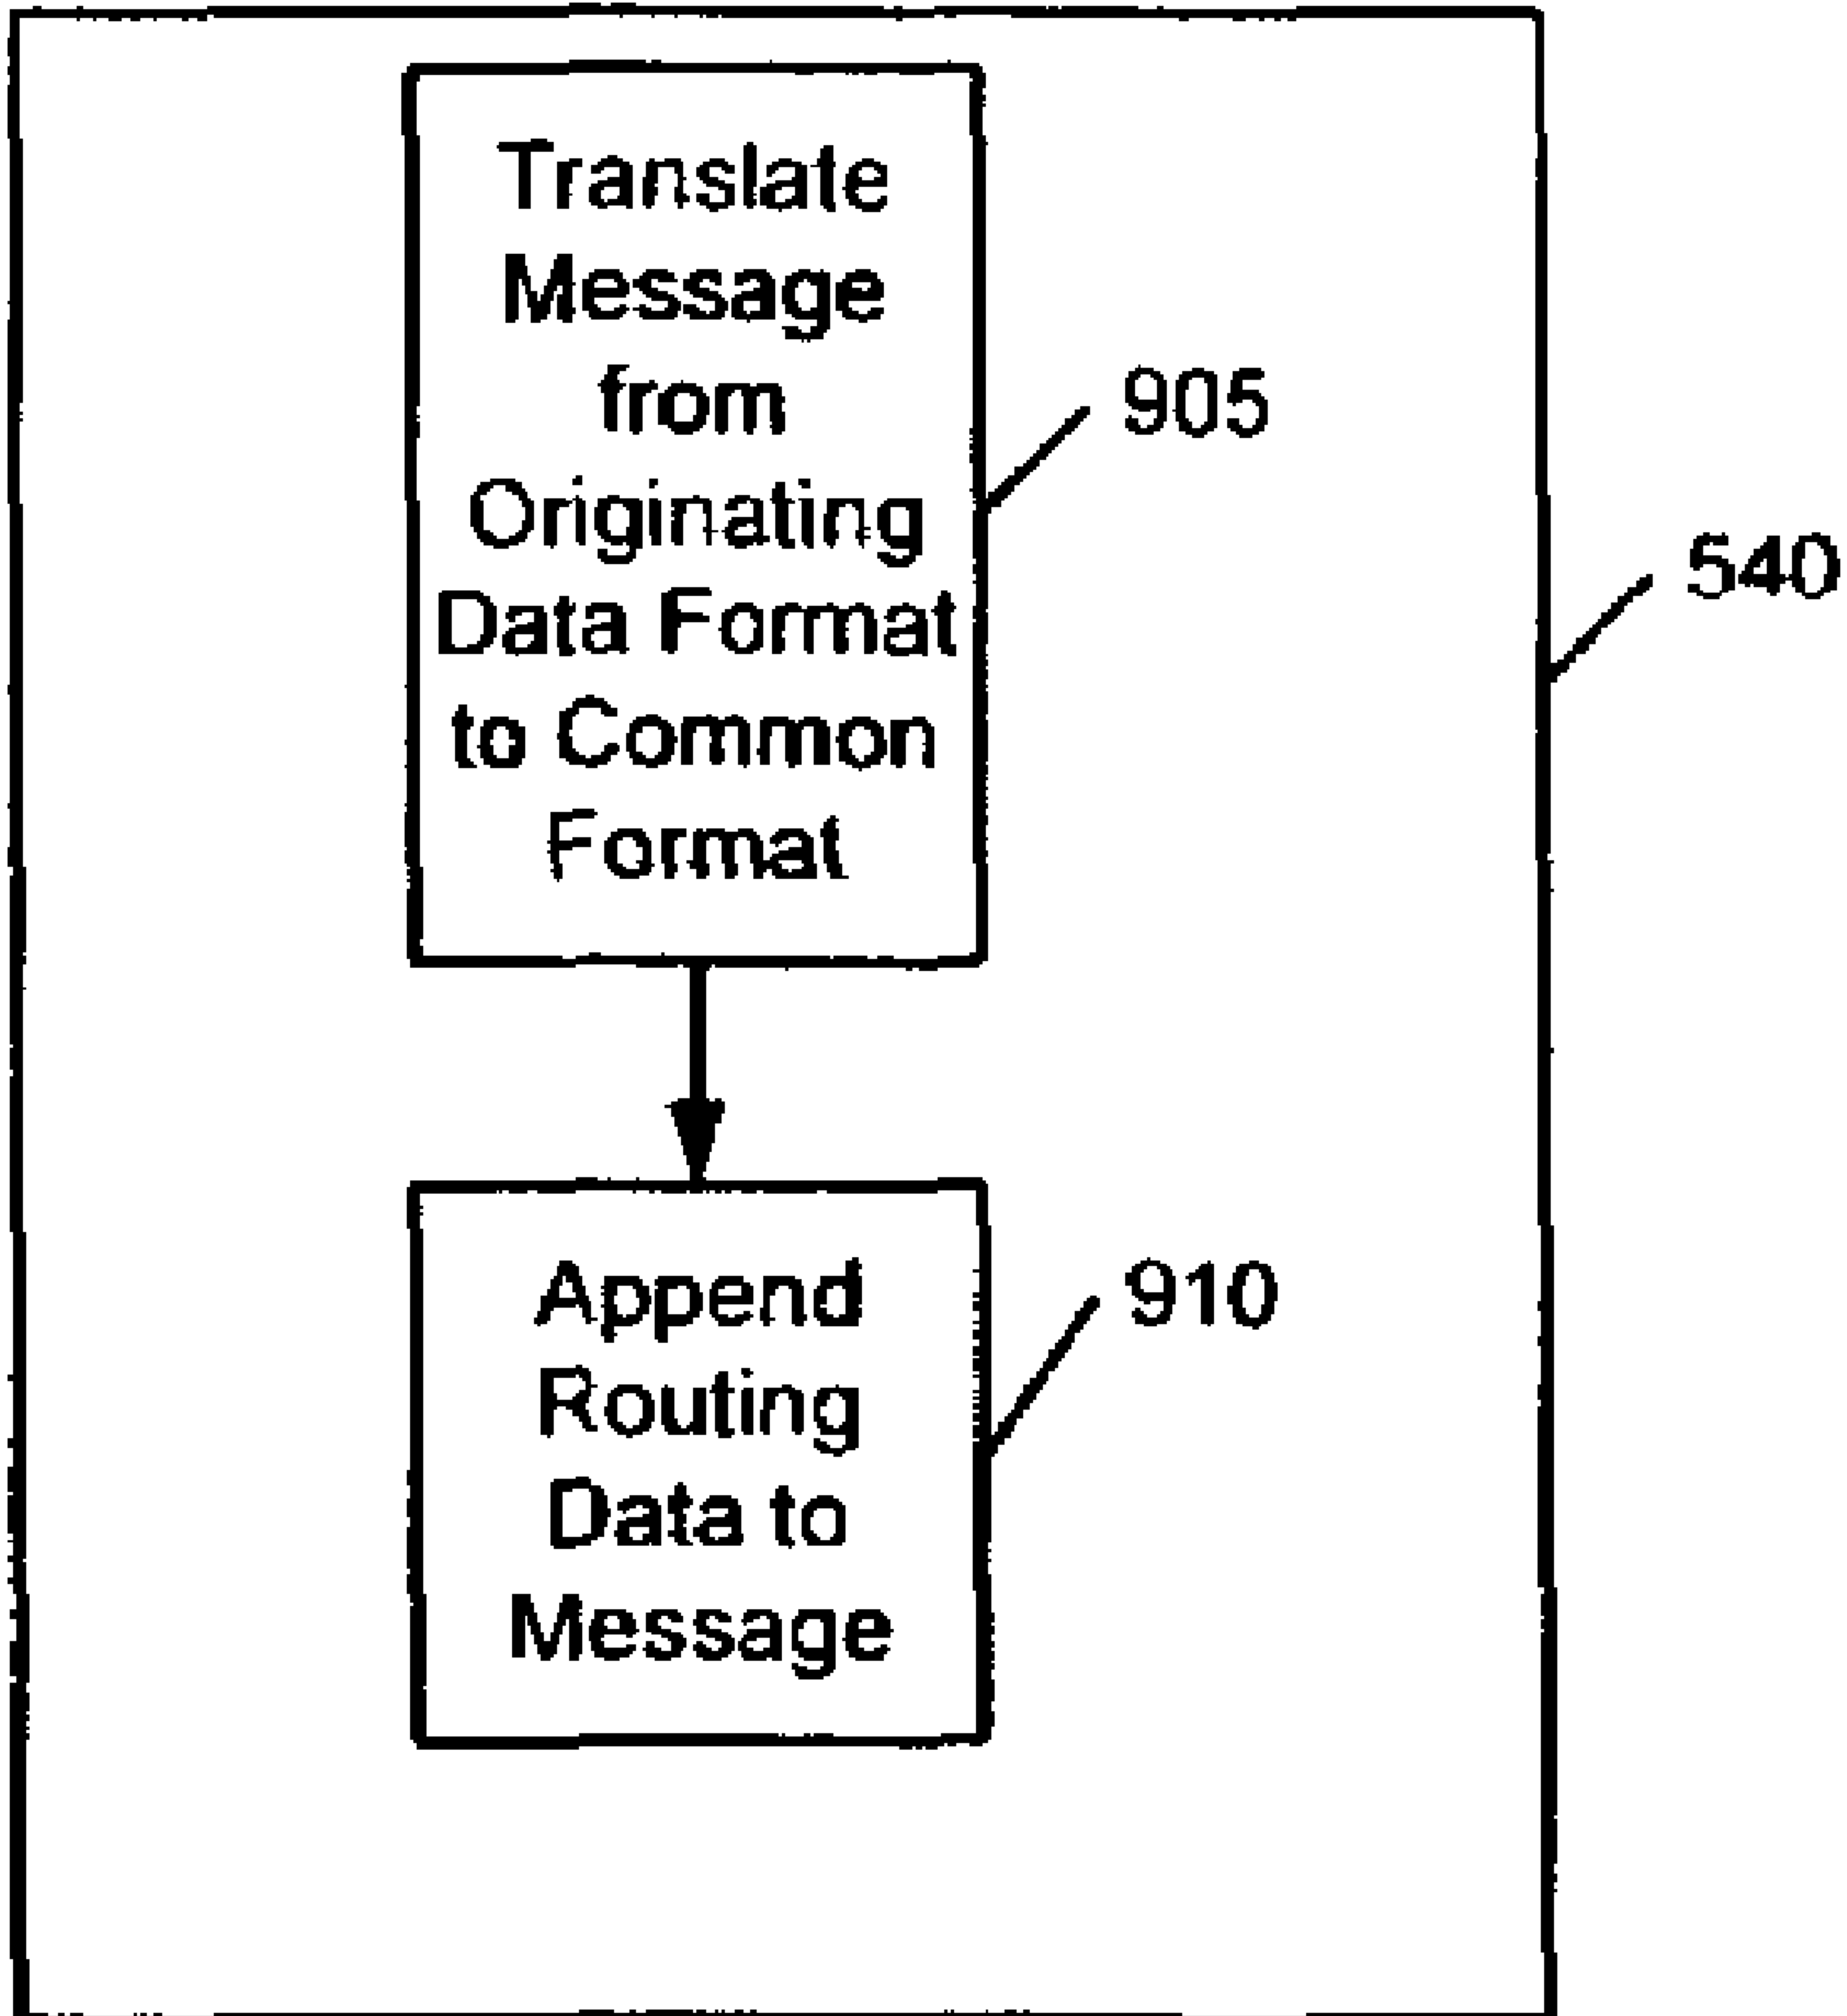 Translate
Message
from
Originating
Data Format
to Common
Format
905
540
Append
Routing
Data to
Message
910